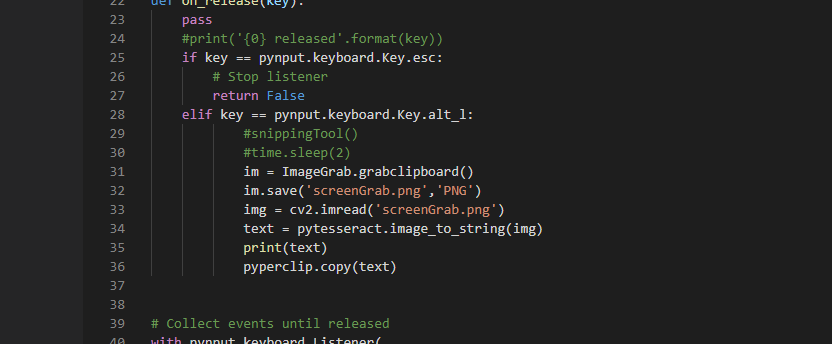 22 def on_release(key):
23     pass
24     #print('{0} released'.format(key))
25     if key == pynput.keyboard.Key.esc:
26         # Stop listener
27         return False
28     elif key == pynput.keyboard.Key.alt_l:
29             #snippingTool()
30             #time.sleep(2)
31             im = ImageGrab.grabclipboard()
32             im.save('screenGrab.png','PNG')
33             img = cv2.imread('screenGrab.png')
34             text = pytesseract.image_to_string(img)
35             print(text)
36             pyperclip.copy(text)
37
38
39 # Collect events until released
40 with pynput.keyboard.Listener(